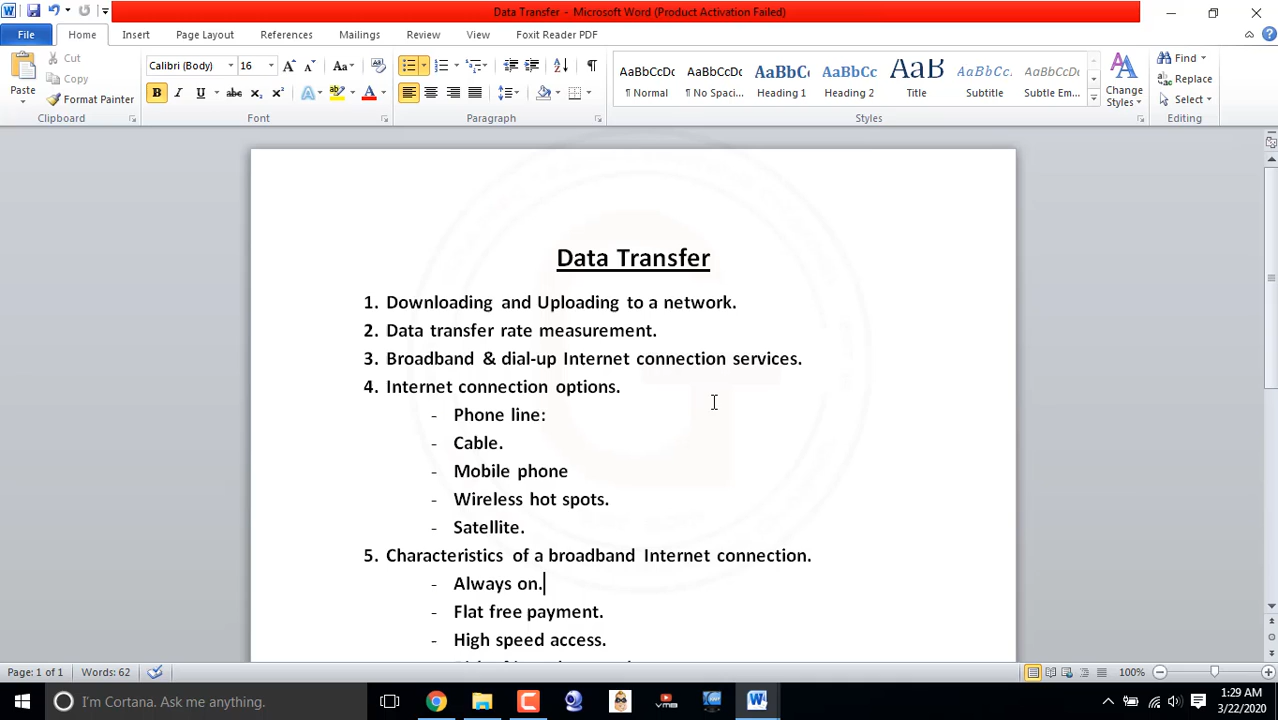 Data Transfer - Microsoft Word (Product Activation Failed)
File Home Insert Page Layout References Mailings Review View Foxit Reader PDF
Paste Cut Copy Format Painter
Calibri (Body) 16
AaBbCcDc AaBbCcDc AaBbCc AaBbCc AaB AaBbCcL AaBbCcDc
¶ Normal ¶ No Spaci... Heading 1 Heading 2 Title Subtitle Subtle Em...
Change Styles
Find Replace Select
Clipboard Font Paragraph Styles Editing
Data Transfer
1. Downloading and Uploading to a network.
2. Data transfer rate measurement.
3. Broadband & dial-up Internet connection services.
4. Internet connection options.
- Phone line:
- Cable.
- Mobile phone
- Wireless hot spots.
- Satellite.
5. Characteristics of a broadband Internet connection.
- Always on.
- Flat free payment.
- High speed access.
Page: 1 of 1 Words: 62 100%
I'm Cortana. Ask me anything.
1:29 AM
3/22/2020